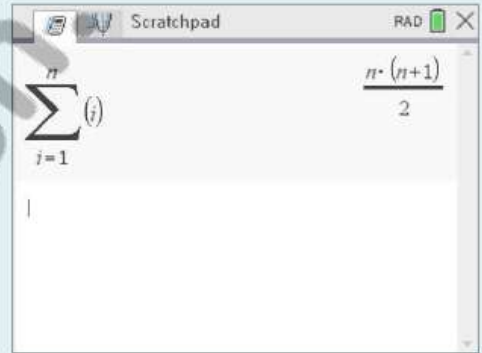 Scratchpad RAD
n
∑ (i)
i=1
n·(n+1)
2